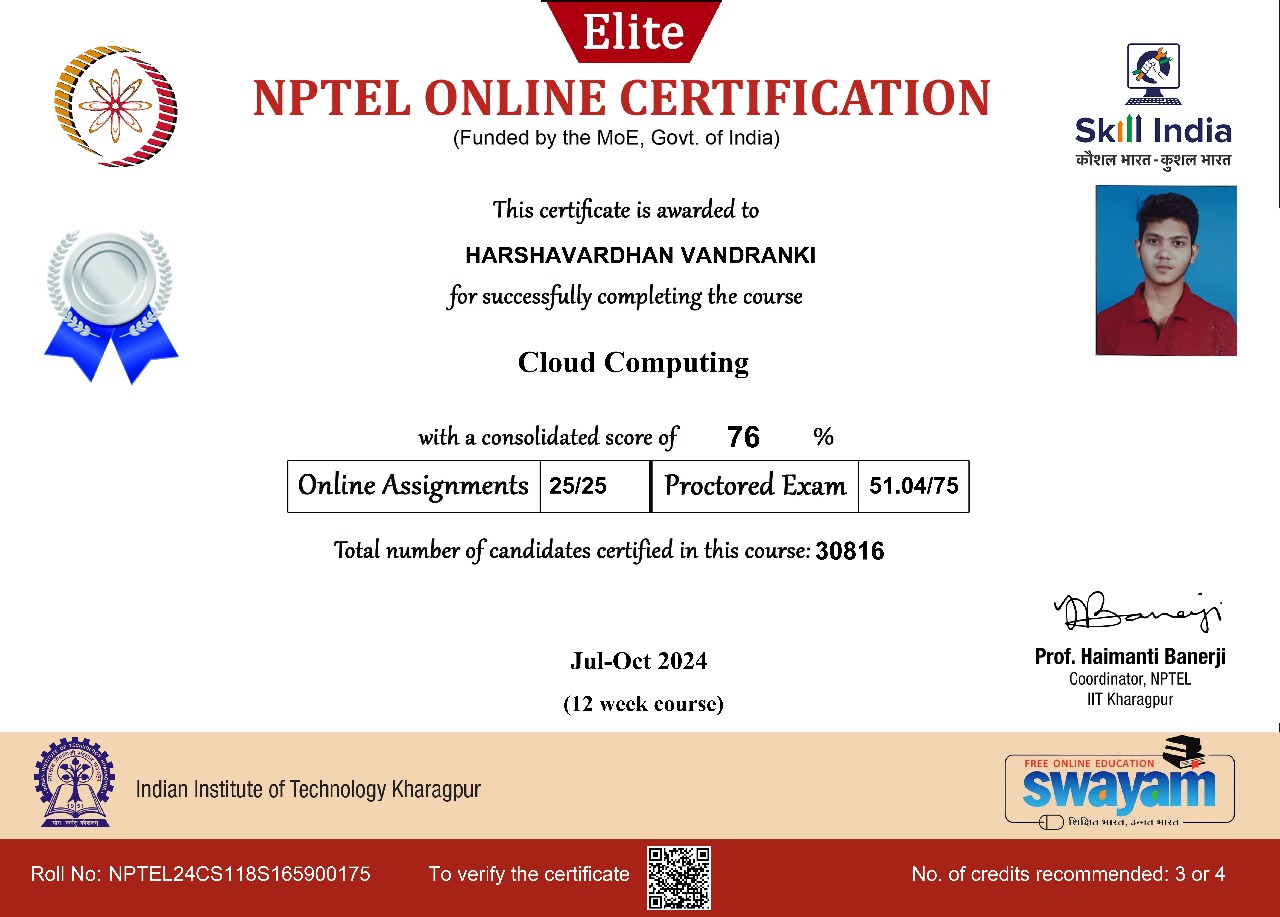 Elite
NPTEL ONLINE CERTIFICATION
(Funded by the MoE, Govt. of India)
Skill India
कौशल भारत - कुशल भारत
This certificate is awarded to
HARSHAVARDHAN VANDRANKI
for successfully completing the course
Cloud Computing
with a consolidated score of 76 %
Online Assignments 25/25 Proctored Exam 51.04/75
Total number of candidates certified in this course: 30816
Jul-Oct 2024
(12 week course)
Prof. Haimanti Banerji
Coordinator, NPTEL
IIT Kharagpur
Indian Institute of Technology Kharagpur
FREE ONLINE EDUCATION
swayam
शिक्षित भारत, उन्नत भारत
Roll No: NPTEL24CS118S165900175 To verify the certificate No. of credits recommended: 3 or 4